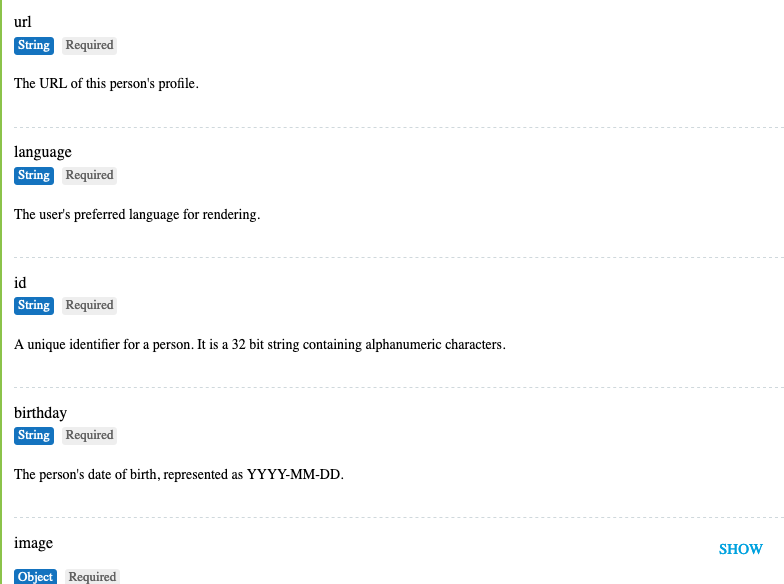 url
String Required
The URL of this person's profile.
language
String Required
The user's preferred language for rendering.
id
String Required
A unique identifier for a person. It is a 32 bit string containing alphanumeric characters.
birthday
String Required
The person's date of birth, represented as YYYY-MM-DD.
image
SHOW
Object Required